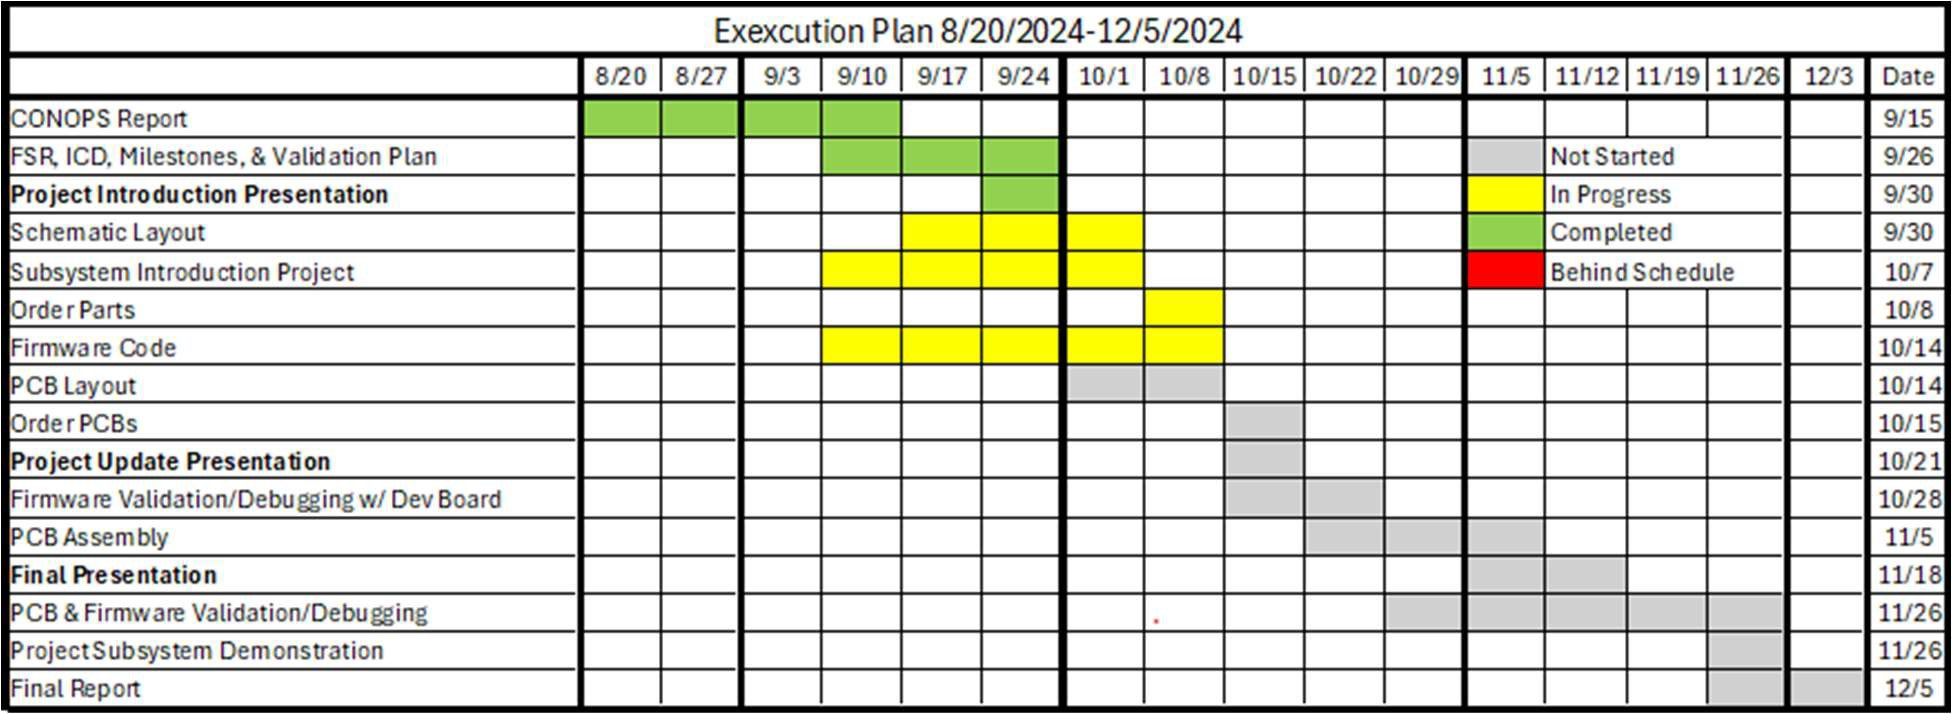 Exexcution Plan 8/20/2024-12/5/2024
8/20 8/27 9/3 9/10 9/17 9/24 10/1 10/8 10/15 10/22 10/29 11/5 11/12 11/19 11/26 12/3 Date
CONOPS Report 9/15
FSR, ICD, Milestones, & Validation Plan Not Started 9/26
Project Introduction Presentation In Progress 9/30
Schematic Layout Completed 9/30
Subsystem Introduction Project Behind Schedule 10/7
Order Parts 10/8
Firmware Code 10/14
PCB Layout 10/14
Order PCBs 10/15
Project Update Presentation 10/21
Firmware Validation/Debugging w/ Dev Board 10/28
PCB Assembly 11/5
Final Presentation 11/18
PCB & Firmware Validation/Debugging 11/26
Project Subsystem Demonstration 11/26
Final Report 12/5